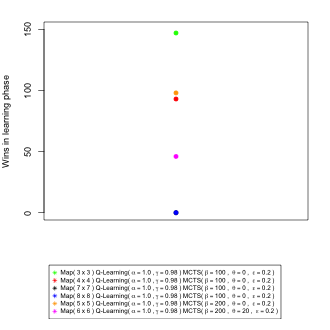 150
100
50
0
Wins in learning phase
Map( 3 x 3 ) Q-Learning( α = 1.0 , γ = 0.98 ) MCTS( β = 100 , θ = 0 , ε = 0.2 )
Map( 4 x 4 ) Q-Learning( α = 1.0 , γ = 0.98 ) MCTS( β = 100 , θ = 0 , ε = 0.2 )
Map( 7 x 7 ) Q-Learning( α = 1.0 , γ = 0.98 ) MCTS( β = 100 , θ = 0 , ε = 0.2 )
Map( 8 x 8 ) Q-Learning( α = 1.0 , γ = 0.98 ) MCTS( β = 100 , θ = 0 , ε = 0.2 )
Map( 5 x 5 ) Q-Learning( α = 1.0 , γ = 0.98 ) MCTS( β = 200 , θ = 0 , ε = 0.2 )
Map( 6 x 6 ) Q-Learning( α = 1.0 , γ = 0.98 ) MCTS( β = 200 , θ = 20 , ε = 0.2 )